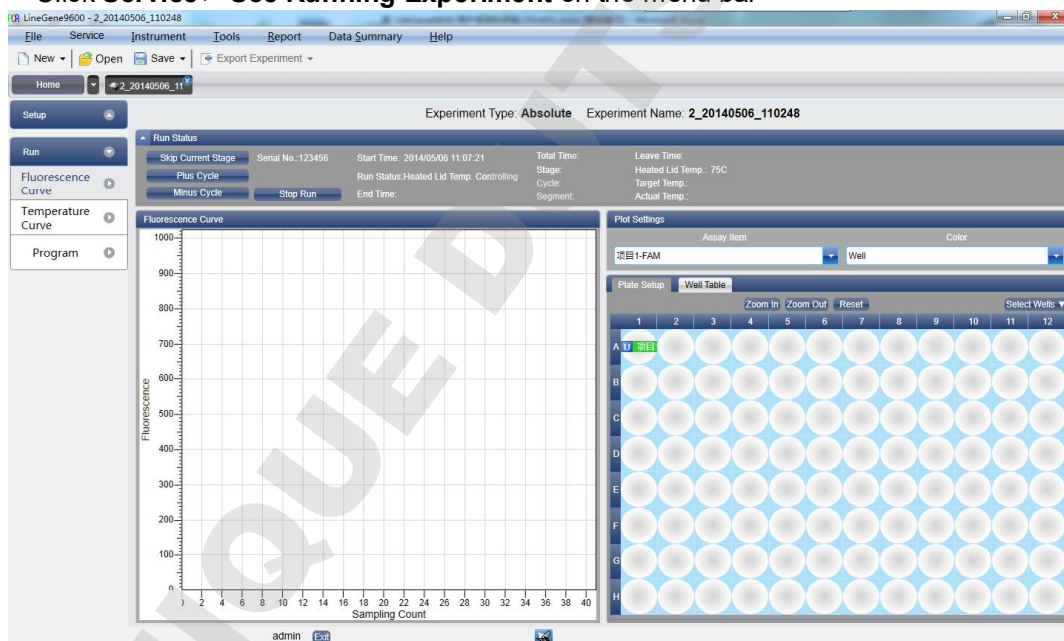 Click Service> See Running Experiment on the menu bar
LineGene9600 - 2_20140506_110248
File Service Instrument Tools Report Data Summary Help
New Open Save Export Experiment
Home 2_20140506_11
Setup
Experiment Type: Absolute Experiment Name: 2_20140506_110248
Run
Fluorescence Curve
Temperature Curve
Program
Run Status
Skip Current Stage Serial No.:123456 Start Time: 2014/05/06 11:07:21 Total Time: Leave Time:
Plus Cycle Run Status:Heated Lid Temp. Controlling Stage: Heated Lid Temp.: 75C
Cycle: Target Temp.:
Minus Cycle Stop Run End Time: Segment: Actual Temp.:
Fluorescence Curve
1000
900
800
700
600
500
400
300
200
100
0
Fluorescence
2 4 6 8 10 12 14 16 18 20 22 24 26 28 30 32 34 36 38 40
Sampling Count
Plot Settings
Assay Item Color
项目1-FAM Well
Plate Setup Well Table
Zoom In Zoom Out Reset Select Wells
1 2 3 4 5 6 7 8 9 10 11 12
A U 项目
B
C
D
E
F
G
H
admin Exit